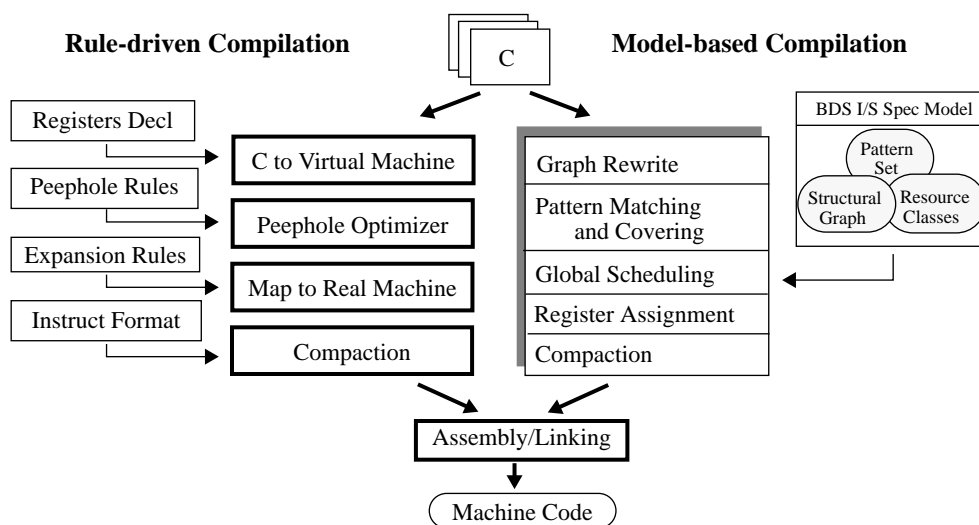 Rule-driven Compilation
C
Model-based Compilation
Registers Decl
C to Virtual Machine
Peephole Rules
Peephole Optimizer
Expansion Rules
Map to Real Machine
Instruct Format
Compaction
Graph Rewrite
Pattern Matching
and Covering
Global Scheduling
Register Assignment
Compaction
BDS I/S Spec Model
Pattern
Set
Structural
Graph
Resource
Classes
Assembly/Linking
Machine Code